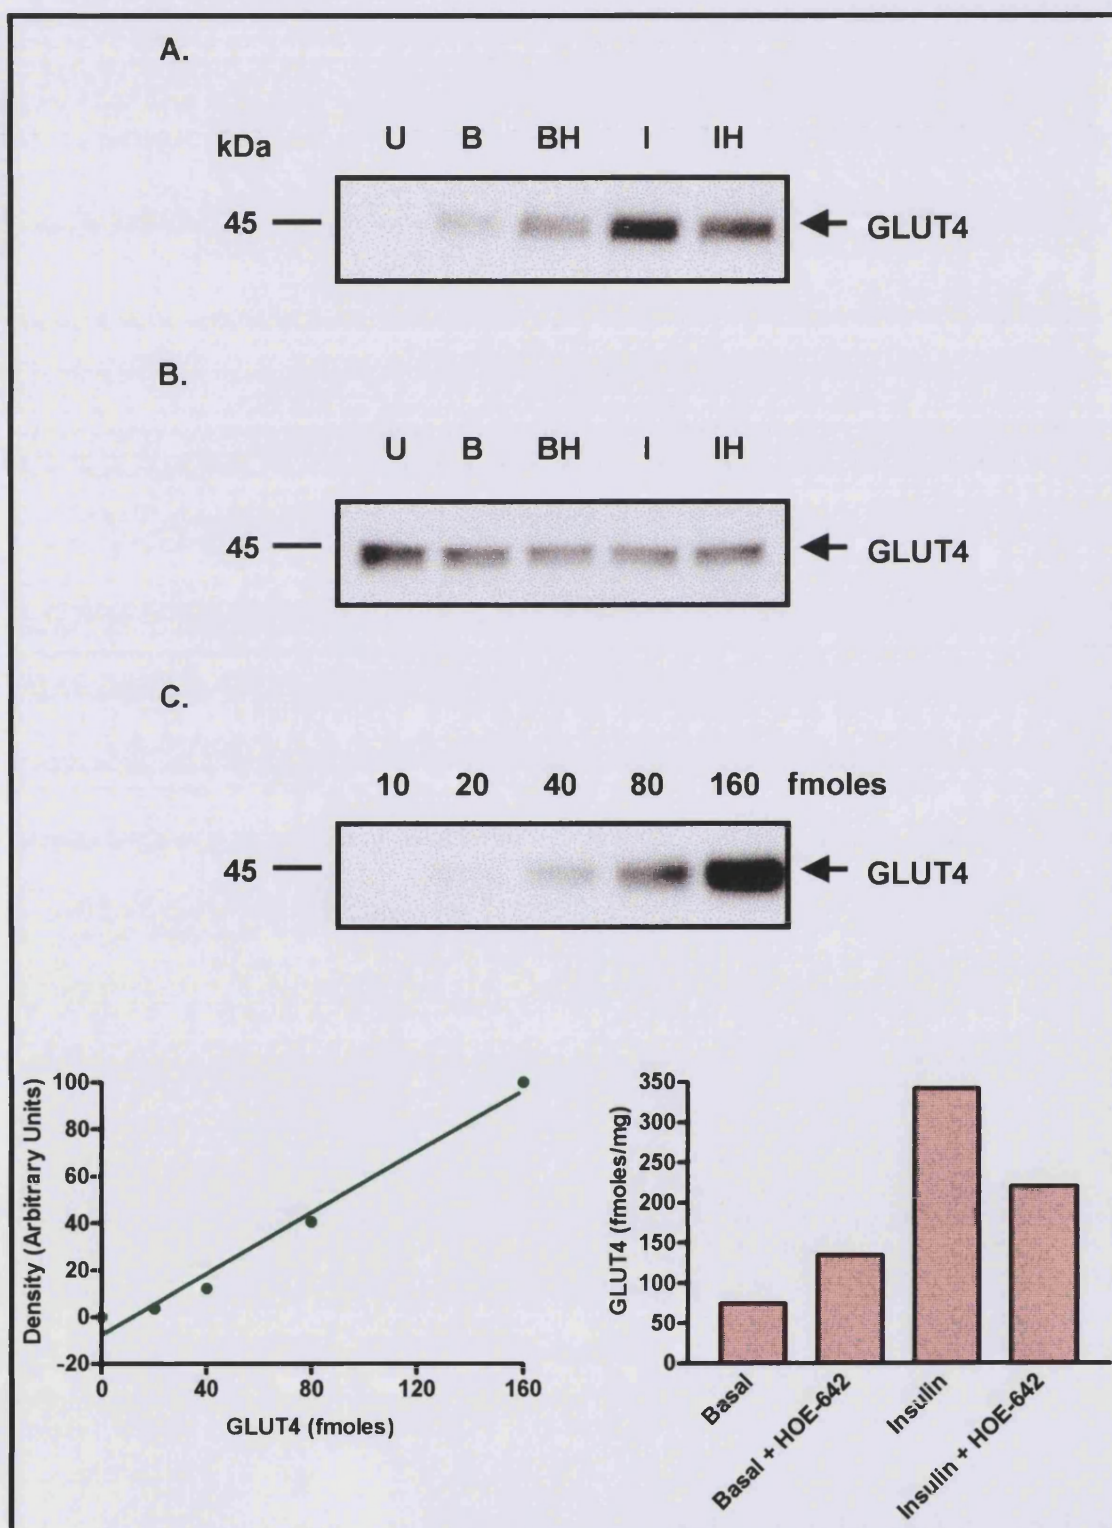 A.
kDa U B BH I IH
45 GLUT4
B.
U B BH I IH
45 GLUT4
C.
10 20 40 80 160 fmoles
45 GLUT4
Density (Arbitrary Units)
100
80
60
40
20
0
-20
0 40 80 120 160
GLUT4 (fmoles)
GLUT4 (fmoles/mg)
350
300
250
200
150
100
50
0
Basal
Basal + HOE-642
Insulin
Insulin + HOE-642